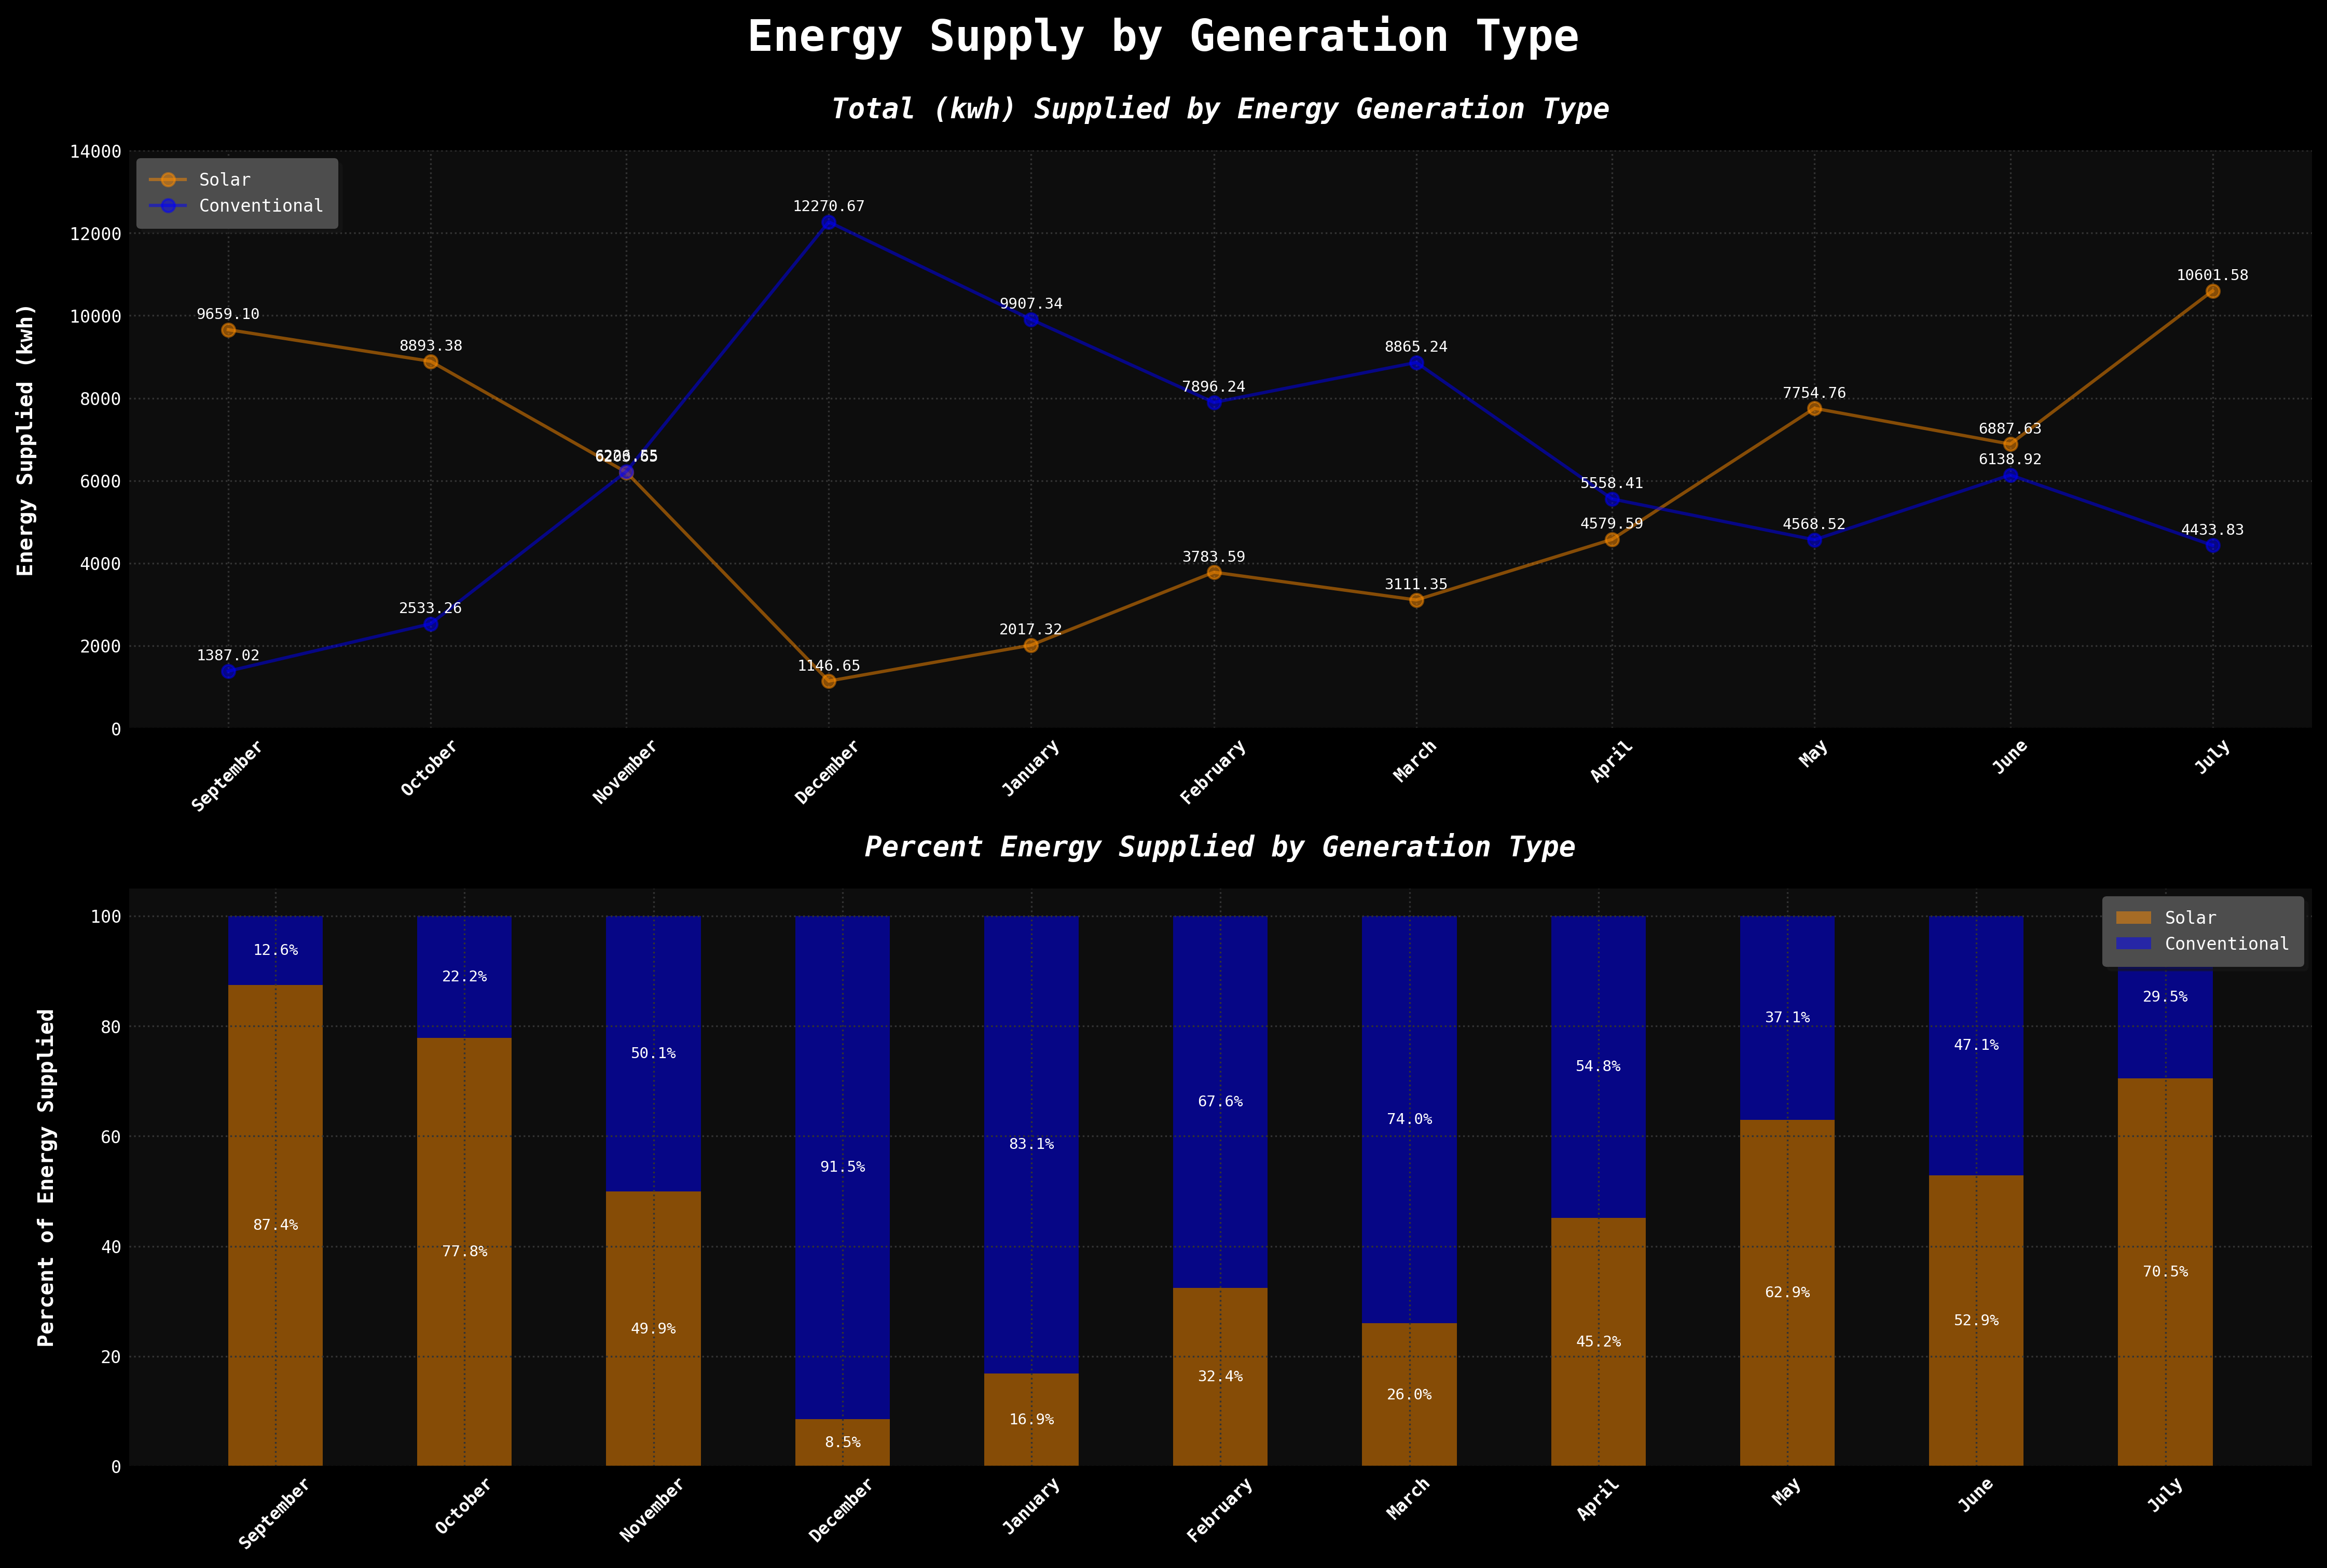 Energy Supply by Generation Type
Total (kwh) Supplied by Energy Generation Type
Energy Supplied (kwh)
14000
12000
10000
8000
6000
4000
2000
0
Solar
Conventional
9659.10
8893.38
1146.65
2017.32
3783.59
3111.35
4579.59
7754.76
6887.63
10601.58
1387.02
2533.26
12270.67
9907.34
7896.24
8865.24
5558.41
4568.52
6138.92
4433.83
September
October
November
December
January
February
March
April
May
June
July
Percent Energy Supplied by Generation Type
Percent of Energy Supplied
100
80
60
40
20
0
Solar
Conventional
12.6%
22.2%
50.1%
91.5%
83.1%
67.6%
74.0%
54.8%
37.1%
47.1%
29.5%
87.4%
77.8%
49.9%
8.5%
16.9%
32.4%
26.0%
45.2%
62.9%
52.9%
70.5%
September
October
November
December
January
February
March
April
May
June
July